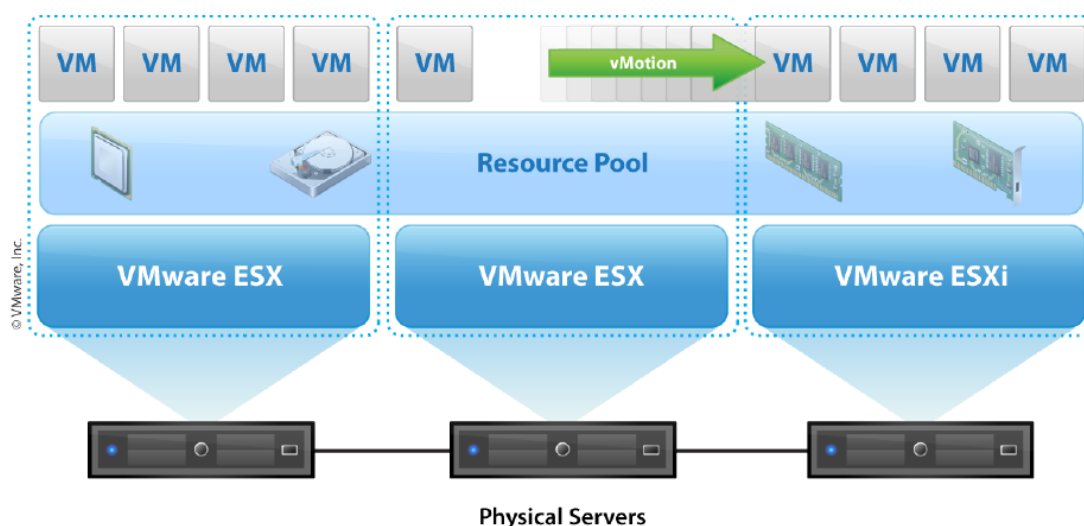 VM VM VM VM VM vMotion VM VM VM VM
Resource Pool
VMware ESX VMware ESX VMware ESXi
© VMware, Inc.
Physical Servers